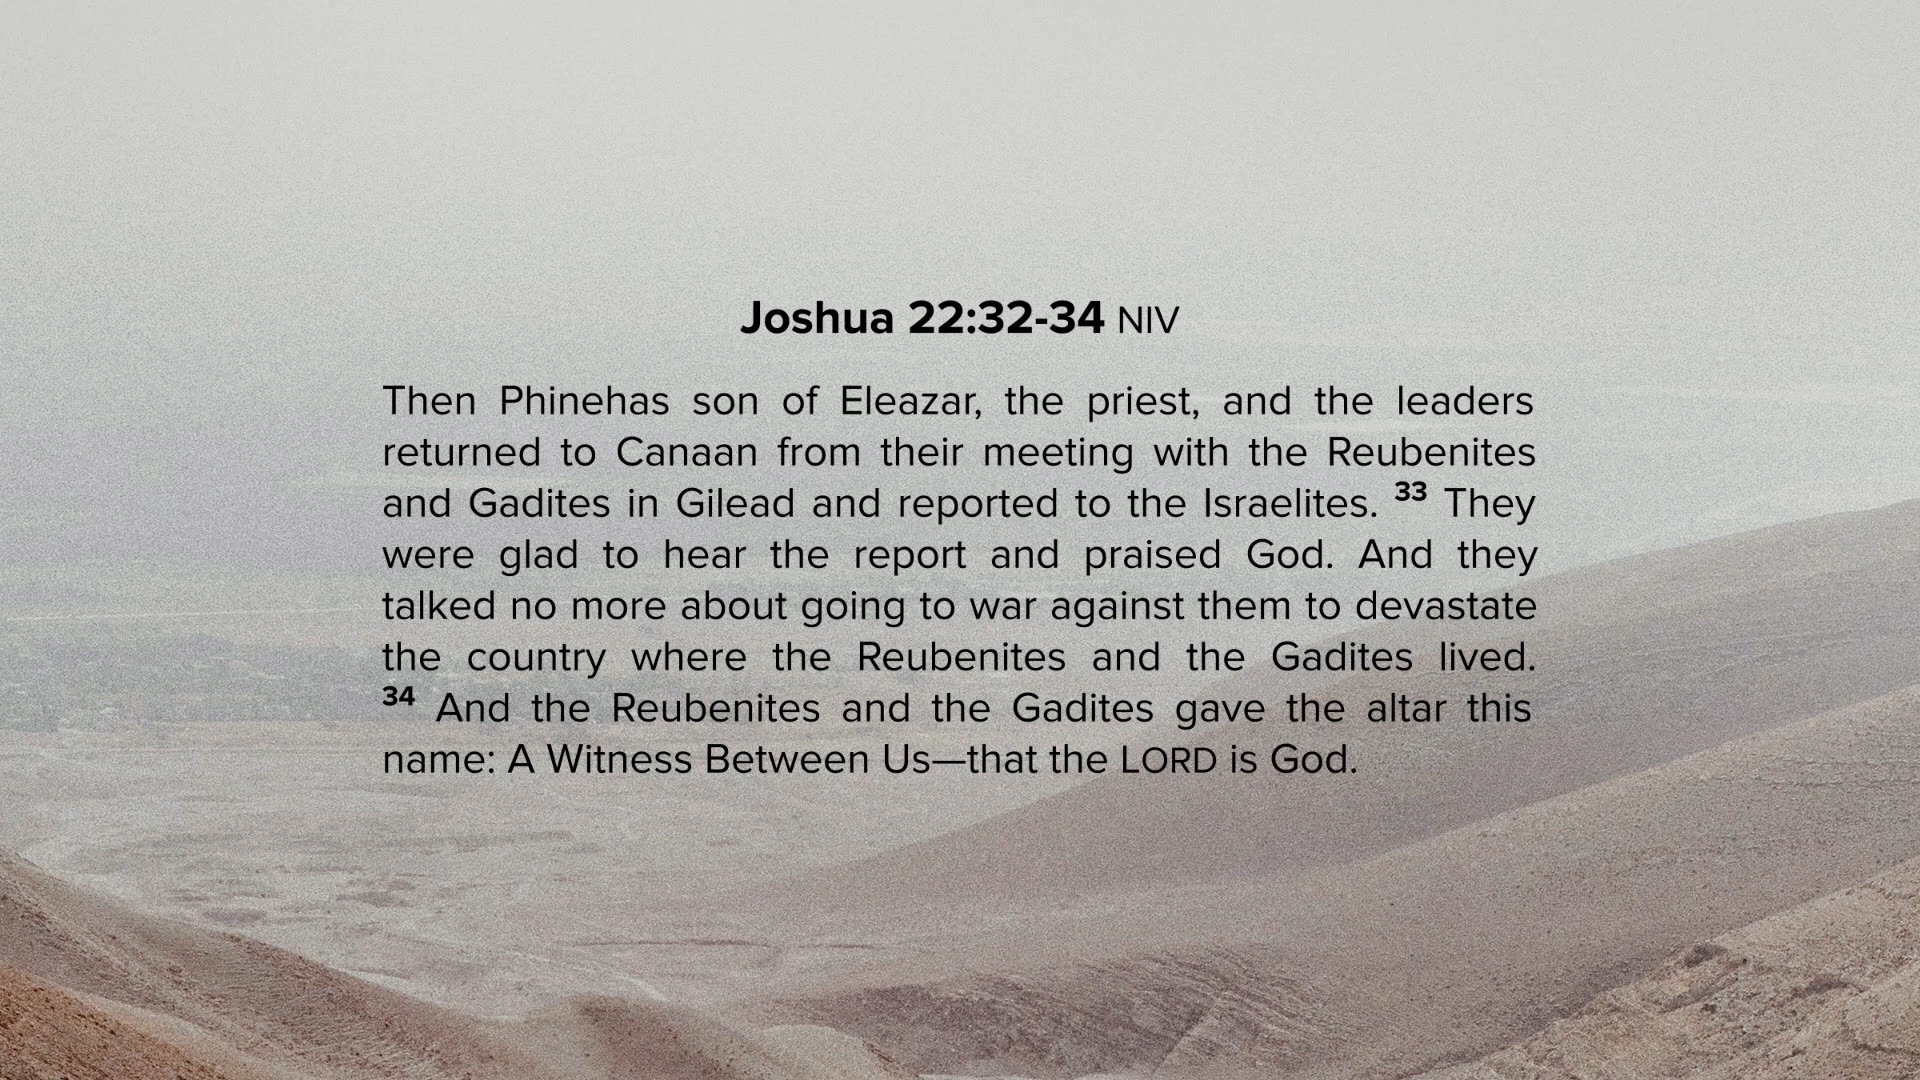 Joshua 22:32-34 NIV
Then Phinehas son of Eleazar, the priest, and the leaders
returned to Canaan from their meeting with the Reubenites
and Gadites in Gilead and reported to the Israelites. 33 They
were glad to hear the report and praised God. And they
talked no more about going to war against them to devastate
the country where the Reubenites and the Gadites lived.
34 And the Reubenites and the Gadites gave the altar this
name: A Witness Between Us—that the LORD is God.